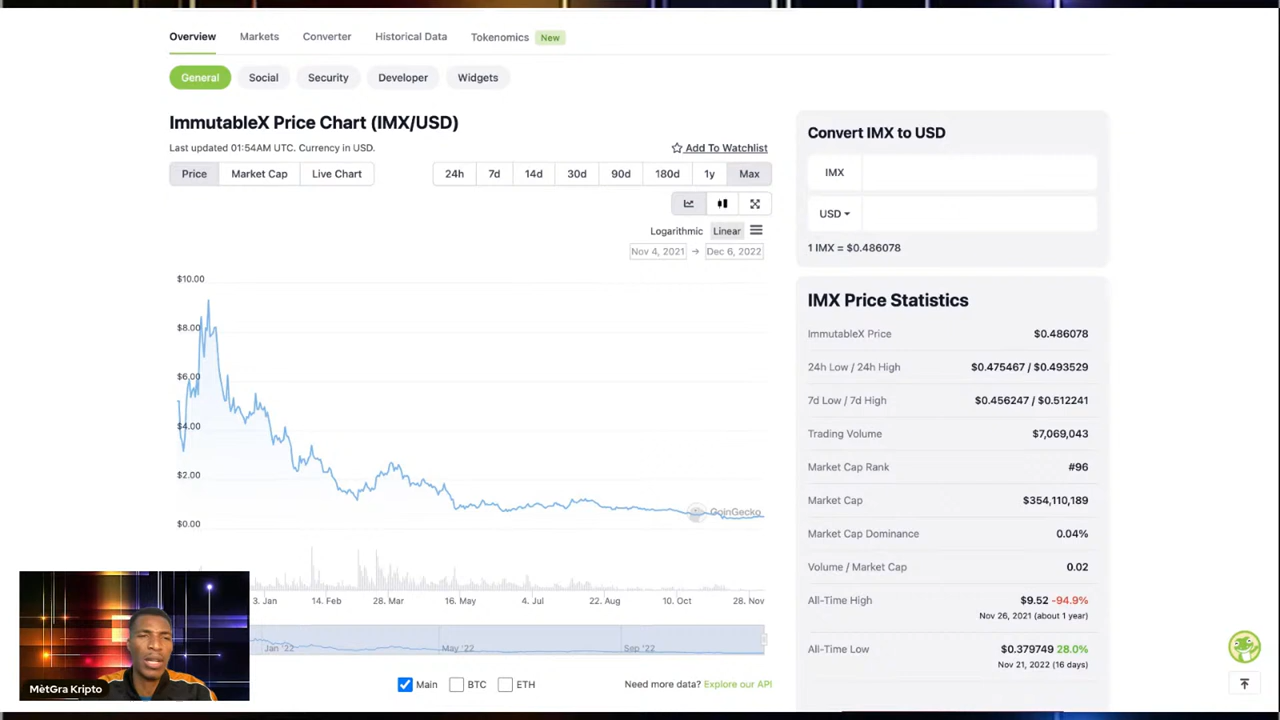 Overview Markets Converter Historical Data Tokenomics New
General Social Security Developer Widgets
ImmutableX Price Chart (IMX/USD)
Last updated 01:54AM UTC. Currency in USD.
Add To Watchlist
Price Market Cap Live Chart
24h 7d 14d 30d 90d 180d 1y Max
Logarithmic Linear
Nov 4, 2021 → Dec 6, 2022
$10.00
$8.00
$6.00
$4.00
$2.00
$0.00
CoinGecko
3. Jan 14. Feb 28. Mar 16. May 4. Jul 22. Aug 10. Oct 28. Nov
Jan '22 May '22 Sep '22
Main BTC ETH
Need more data? Explore our API
Convert IMX to USD
IMX
USD
1 IMX = $0.486078
IMX Price Statistics
ImmutableX Price $0.486078
24h Low / 24h High $0.475467 / $0.493529
7d Low / 7d High $0.456247 / $0.512241
Trading Volume $7,069,043
Market Cap Rank #96
Market Cap $354,110,189
Market Cap Dominance 0.04%
Volume / Market Cap 0.02
All-Time High $9.52 -94.9%
Nov 26, 2021 (about 1 year)
All-Time Low $0.379749 28.0%
Nov 21, 2022 (16 days)
MètGra Kripto